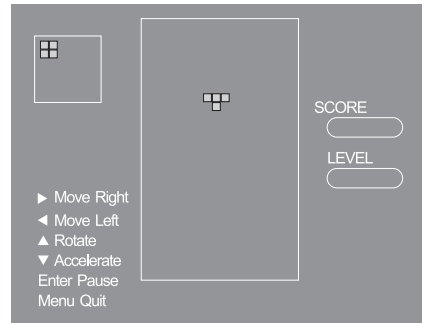 SCORE
LEVEL
Move Right
Move Left
Rotate
Accelerate
Enter Pause
Menu Quit